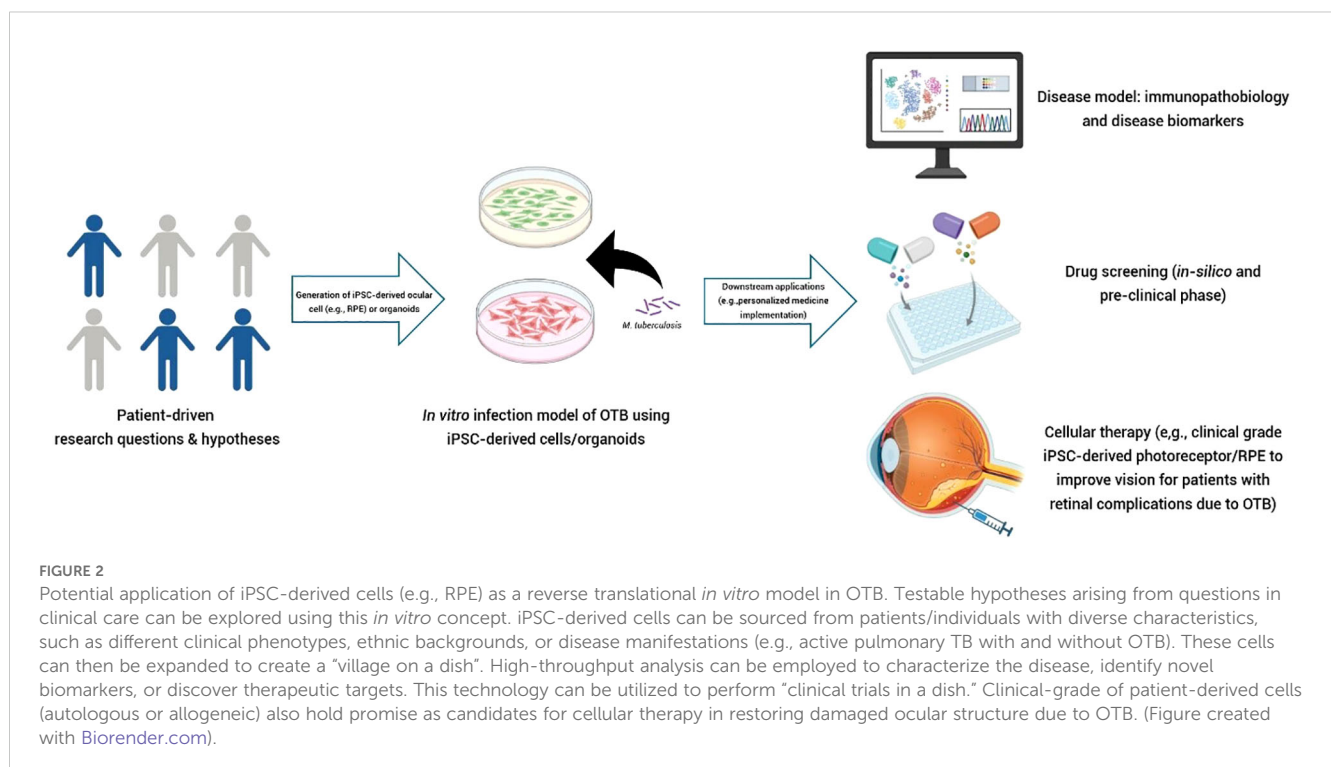 Patient-driven
research questions & hypotheses
Generation of iPSC-derived ocular
cell (e.g., RPE) or organoids
M. tuberculosis
In vitro infection model of OTB using
iPSC-derived cells/organoids
Downstream applications
(e.g.,personalized medicine
implementation)
Disease model: immunopathobiology
and disease biomarkers
Drug screening (in-silico and
pre-clinical phase)
Cellular therapy (e,g., clinical grade
iPSC-derived photoreceptor/RPE to
improve vision for patients with
retinal complications due to OTB)
FIGURE 2
Potential application of iPSC-derived cells (e.g., RPE) as a reverse translational in vitro model in OTB. Testable hypotheses arising from questions in
clinical care can be explored using this in vitro concept. iPSC-derived cells can be sourced from patients/individuals with diverse characteristics,
such as different clinical phenotypes, ethnic backgrounds, or disease manifestations (e.g., active pulmonary TB with and without OTB). These cells
can then be expanded to create a “village on a dish”. High-throughput analysis can be employed to characterize the disease, identify novel
biomarkers, or discover therapeutic targets. This technology can be utilized to perform “clinical trials in a dish.” Clinical-grade of patient-derived cells
(autologous or allogeneic) also hold promise as candidates for cellular therapy in restoring damaged ocular structure due to OTB. (Figure created
with Biorender.com).